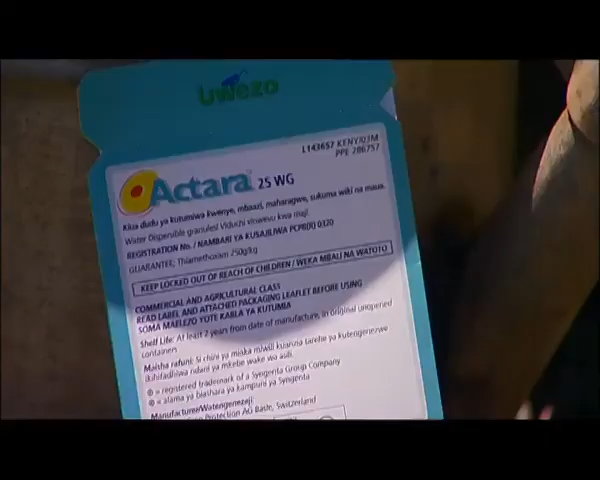 Uwezo
L143657 KENY/03M
PPE 286757
Actara 25 WG
Kiua dudu ya kutumiwa kwenye, mbaazi, maharagwe, sukuma wiki na maua.
Water Dispersible granules/ Viduchi viowevu kwa maji.
REGISTRATION No. / NAMBARI YA KUSAJILIWA PCPB(K) 0320
GUARANTEE, Thiamethoxam 250g/kg
KEEP LOCKED OUT OF REACH OF CHILDREN / WEKA MBALI NA WATOTO
COMMERCIAL AND AGRICULTURAL CLASS
READ LABEL AND ATTACHED PACKAGING LEAFLET BEFORE USING
SOMA MAELEZO YOTE KABLA YA KUTUMIA
Shelf Life: At least 2 years from date of manufacture, in original unopened
containers
Maisha rafuni: Si chini ya miaka miwili kuanzia tarehe ya kutengenezwe
ikihifadhiwa ndani ya mkebe wake wa asili.
® = registered trademark of a Syngenta Group Company
® = alama ya biashara ya kampuni ya Syngenta
Manufacturer/Watengenezaji:
Protection AG Basle, Switzerland